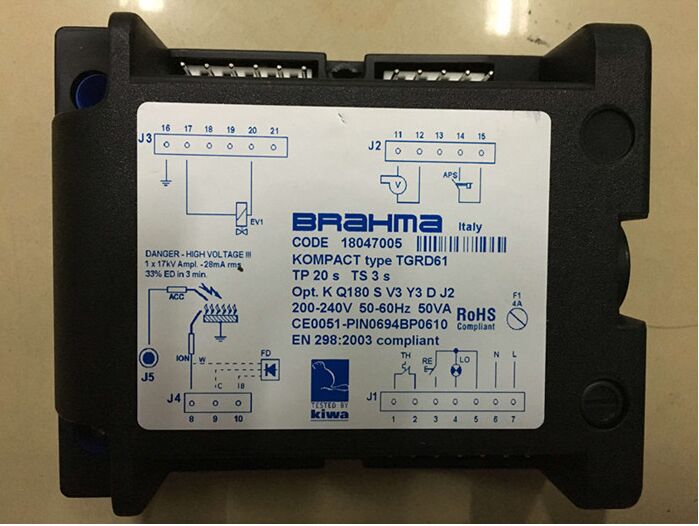 16 17 18 19 20 21
J3
EV1
11 12 13 14 15
J2
V
APS
BRAHMA Italy
CODE 18047005
KOMPACT type TGRD61
TP 20 s TS 3 s
Opt. K Q180 S V3 Y3 D J2
200-240V 50-60Hz 50VA
CE0051-PIN0694BP0610
EN 298:2003 compliant
RoHS
Compliant
F1
4A
DANGER - HIGH VOLTAGE !!!
1 x 17kV Ampl. -28mA rms
33% ED in 3 min.
ACC
J5
ION W FD
C IB
J4
8 9 10
TESTED BY
kiwa
TH RE LO N L
J1
1 2 3 4 5 6 7